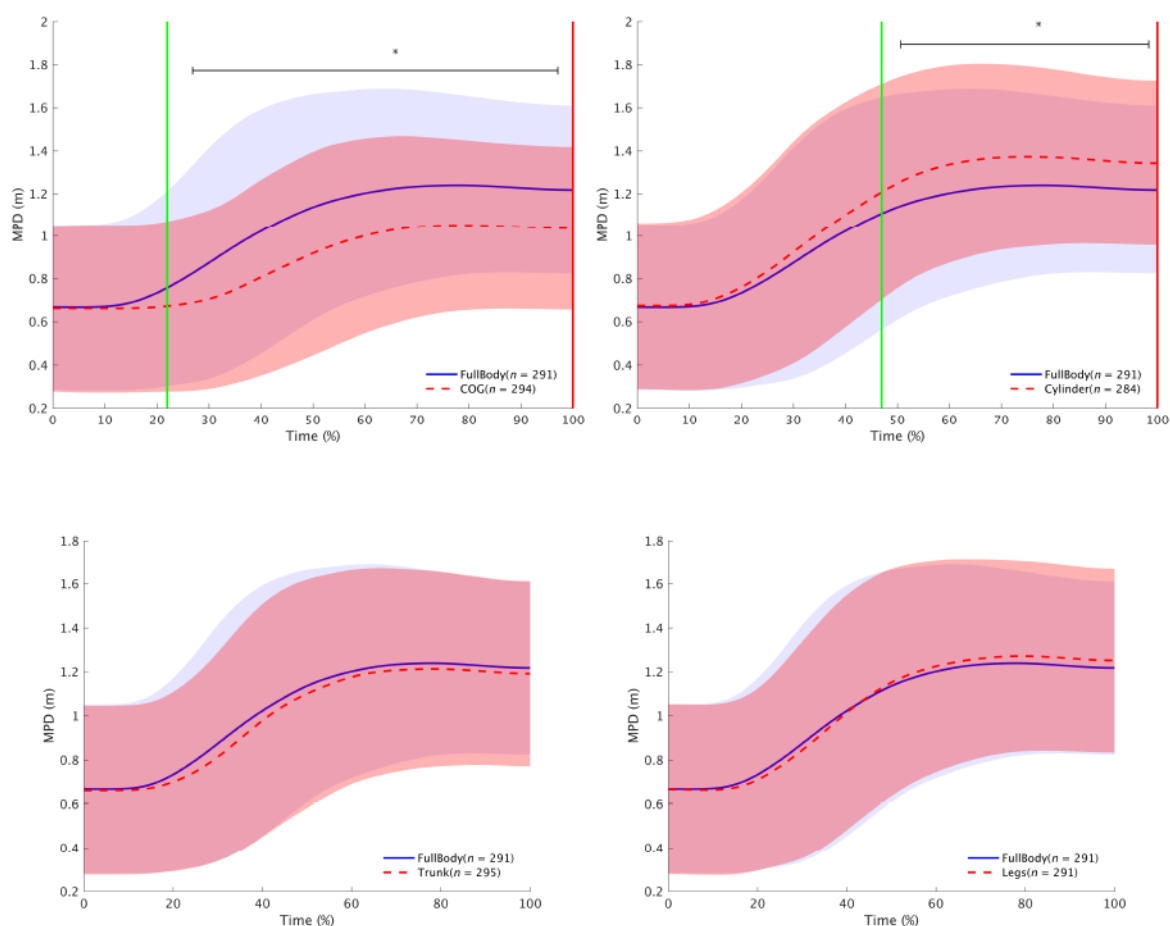 2
1.8
1.6
1.4
1.2
1
0.8
0.6
0.4
0.2
MPD (m)
*
FullBody(n = 291)
COG(n = 294)
0 10 20 30 40 50 60 70 80 90 100
Time (%)
2
1.8
1.6
1.4
1.2
1
0.8
0.6
0.4
0.2
MPD (m)
*
FullBody(n = 291)
Cylinder(n = 284)
0 10 20 30 40 50 60 70 80 90 100
Time (%)
1.8
1.6
1.4
1.2
1
0.8
0.6
0.4
0.2
MPD (m)
FullBody(n = 291)
Trunk(n = 295)
0 20 40 60 80 100
Time (%)
1.8
1.6
1.4
1.2
1
0.8
0.6
0.4
0.2
MPD (m)
FullBody(n = 291)
Legs(n = 291)
0 20 40 60 80 100
Time (%)